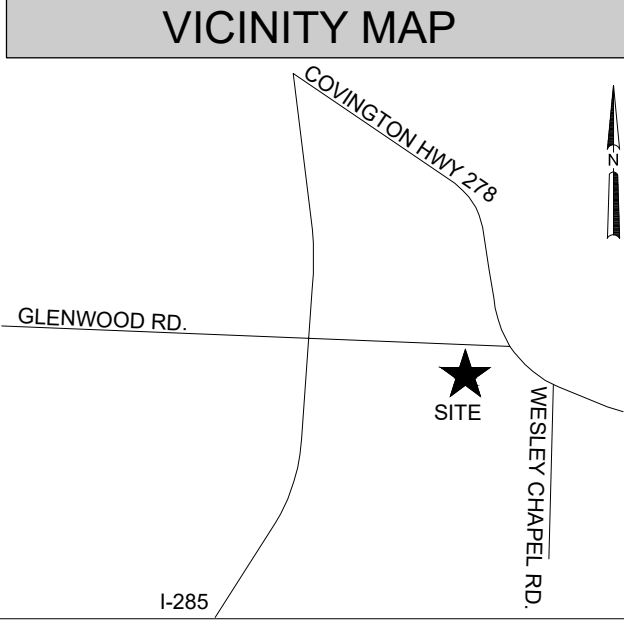 VICINITY MAP
COVINGTON HWY 278
N
GLENWOOD RD.
SITE
WESLEY CHAPEL RD.
I-285